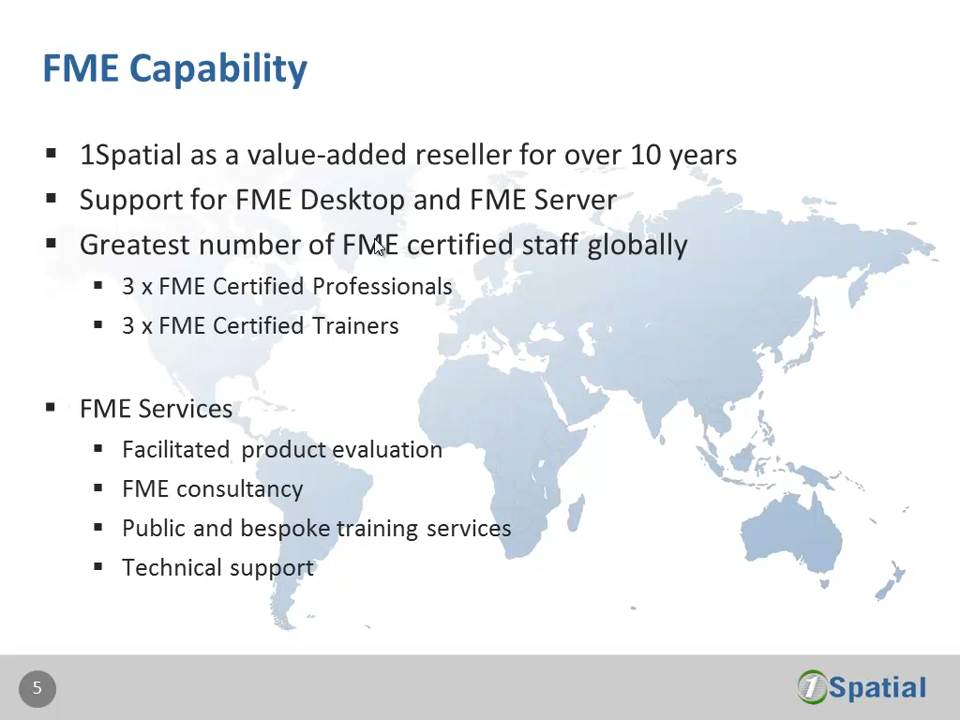 FME Capability
▪ 1Spatial as a value-added reseller for over 10 years
▪ Support for FME Desktop and FME Server
▪ Greatest number of FME certified staff globally
▪ 3 x FME Certified Professionals
▪ 3 x FME Certified Trainers
▪ FME Services
▪ Facilitated product evaluation
▪ FME consultancy
▪ Public and bespoke training services
▪ Technical support
5
1Spatial